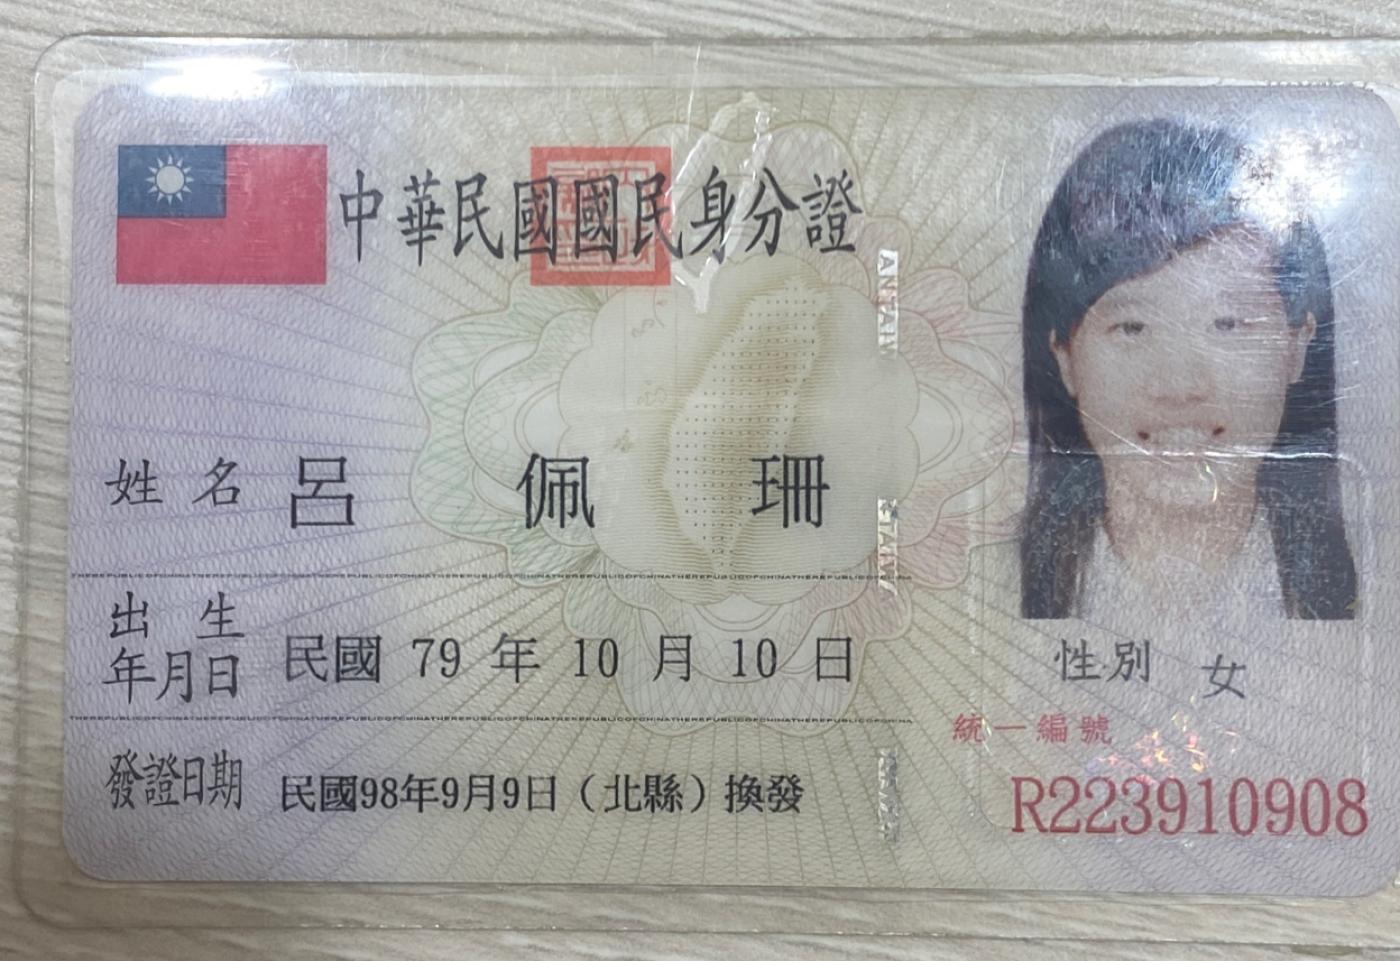 中華民國國民身分證
姓名 呂佩珊
出生年月日 民國 79 年 10 月 10 日
發證日期 民國98年9月9日（北縣）換發
性別 女
統一編號
R223910908